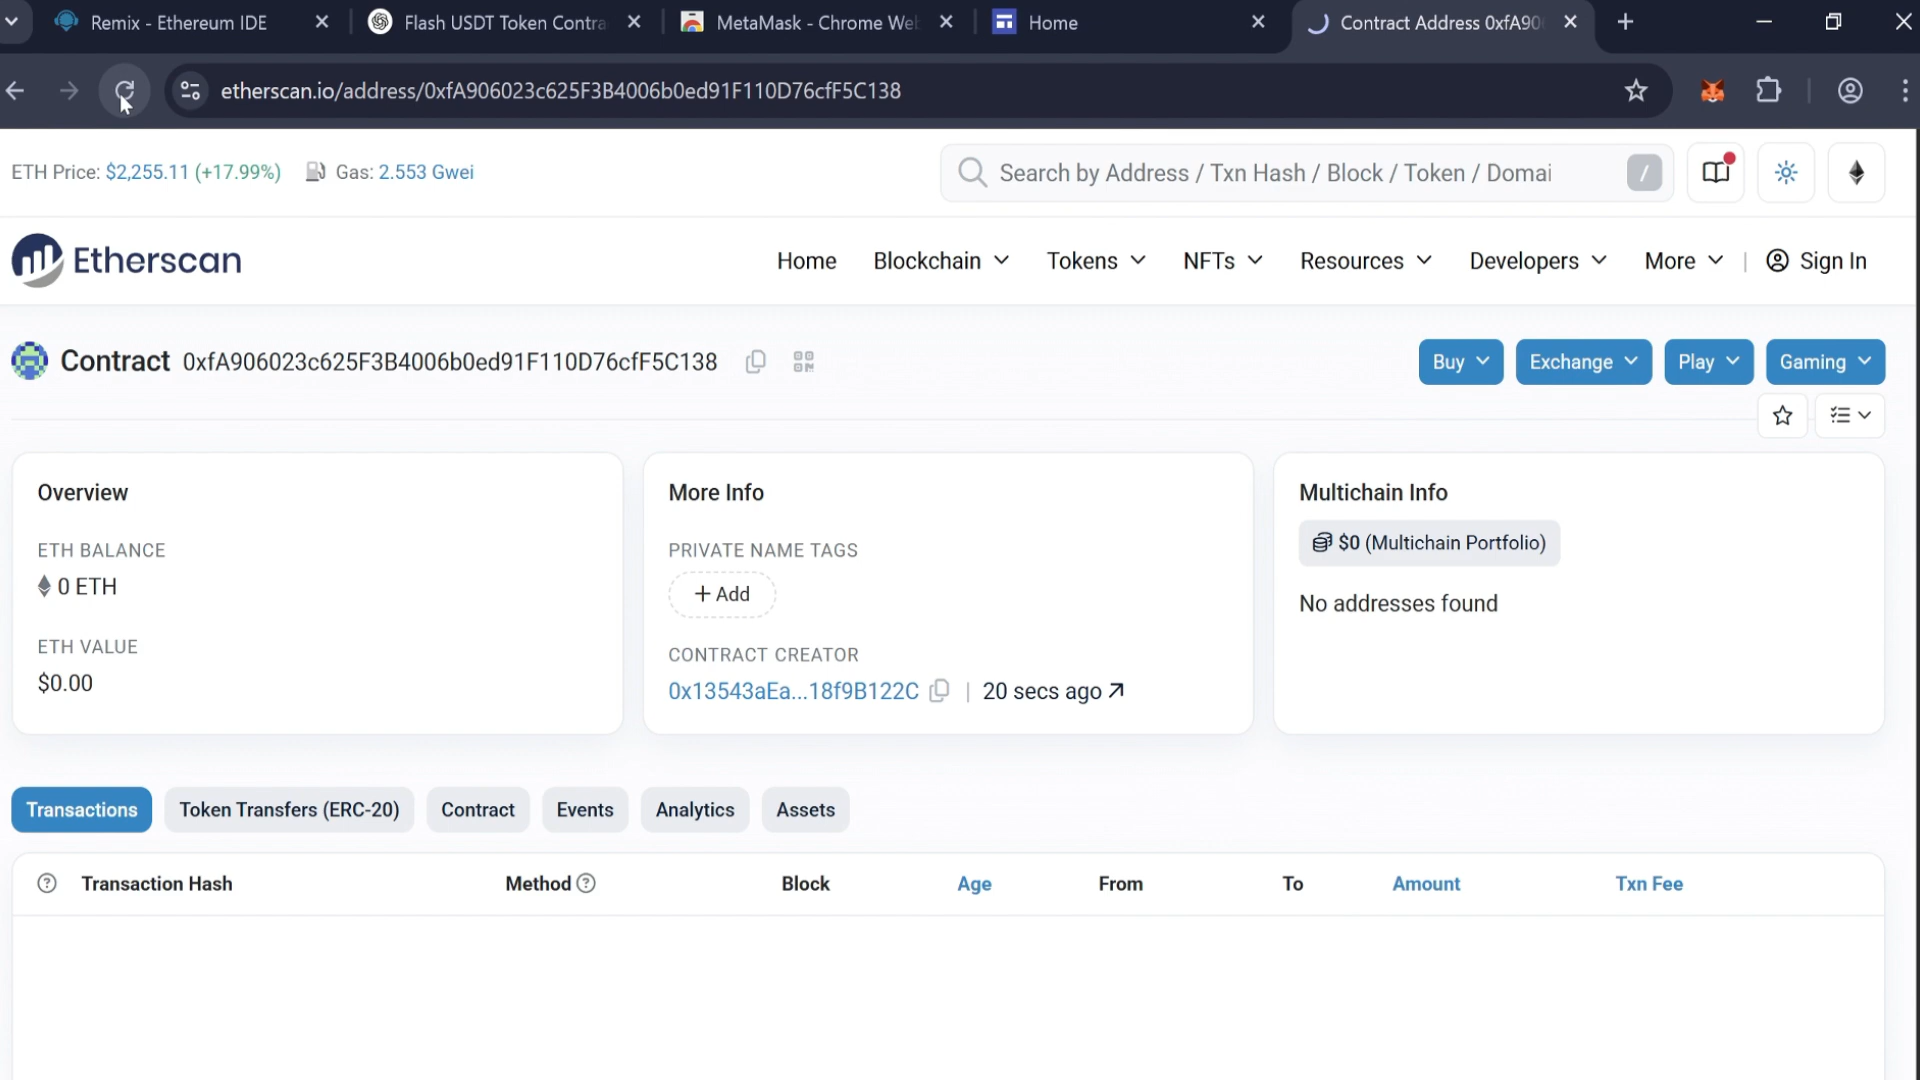 Remix - Ethereum IDE
Flash USDT Token Contra
MetaMask - Chrome We
Home
Contract Address 0xfA90
etherscan.io/address/0xfA906023c625F3B4006b0ed91F110D76cfF5C138
ETH Price: $2,255.11 (+17.99%) Gas: 2.553 Gwei
Search by Address / Txn Hash / Block / Token / Domai
/
Etherscan
Home Blockchain Tokens NFTs Resources Developers More | Sign In
Contract 0xfA906023c625F3B4006b0ed91F110D76cfF5C138
Buy Exchange Play Gaming
Overview
ETH BALANCE
0 ETH
ETH VALUE
$0.00
More Info
PRIVATE NAME TAGS
+ Add
CONTRACT CREATOR
0x13543aEa...18f9B122C | 20 secs ago
Multichain Info
$0 (Multichain Portfolio)
No addresses found
Transactions Token Transfers (ERC-20) Contract Events Analytics Assets
Transaction Hash Method Block Age From To Amount Txn Fee